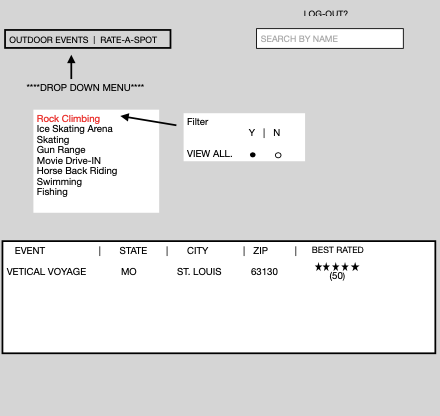 LOG-OUT?
OUTDOOR EVENTS | RATE-A-SPOT
SEARCH BY NAME
****DROP DOWN MENU****
Rock Climbing
Ice Skating Arena
Skating
Gun Range
Movie Drive-IN
Horse Back Riding
Swimming
Fishing
Filter
Y | N
VIEW ALL.
EVENT | STATE | CITY | ZIP | BEST RATED
VETICAL VOYAGE MO ST. LOUIS 63130 ★★★★★
(50)